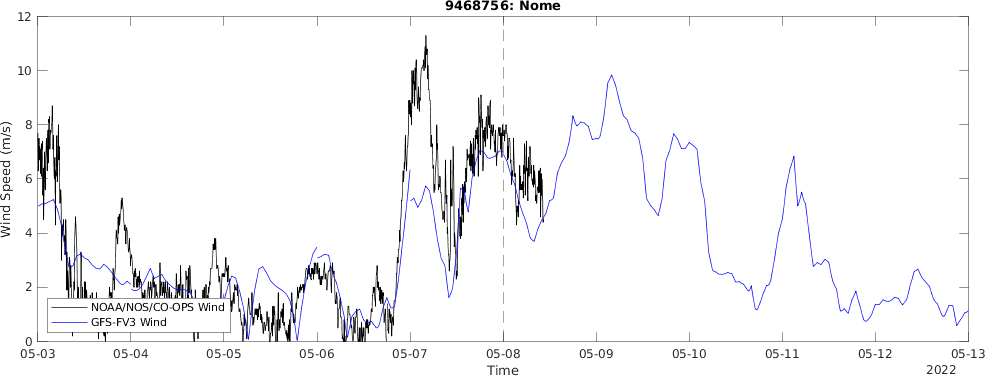 9468756: Nome
12
10
8
6
4
2
0
Wind Speed (m/s)
NOAA/NOS/CO-OPS Wind
GFS-FV3 Wind
05-03 05-04 05-05 05-06 05-07 05-08 05-09 05-10 05-11 05-12 05-13
Time
2022